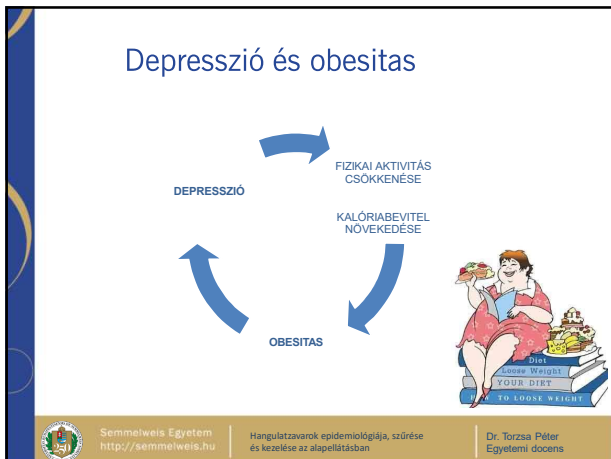 Depresszió és obesitas
FIZIKAI AKTIVITÁS
CSÖKKENÉSE
DEPRESSZIÓ
KALÓRIABEVITEL
NÖVEKEDÉSE
OBESITAS
Diet
Loose Weight
YOUR DIET
TO LOOSE WEIGHT
250
Semmelweis Egyetem
http://semmelweis.hu
Hangulatzavarok epidemiológiája, szűrése
és kezelése az alapellátásban
Dr. Torzsa Péter
Egyetemi docens